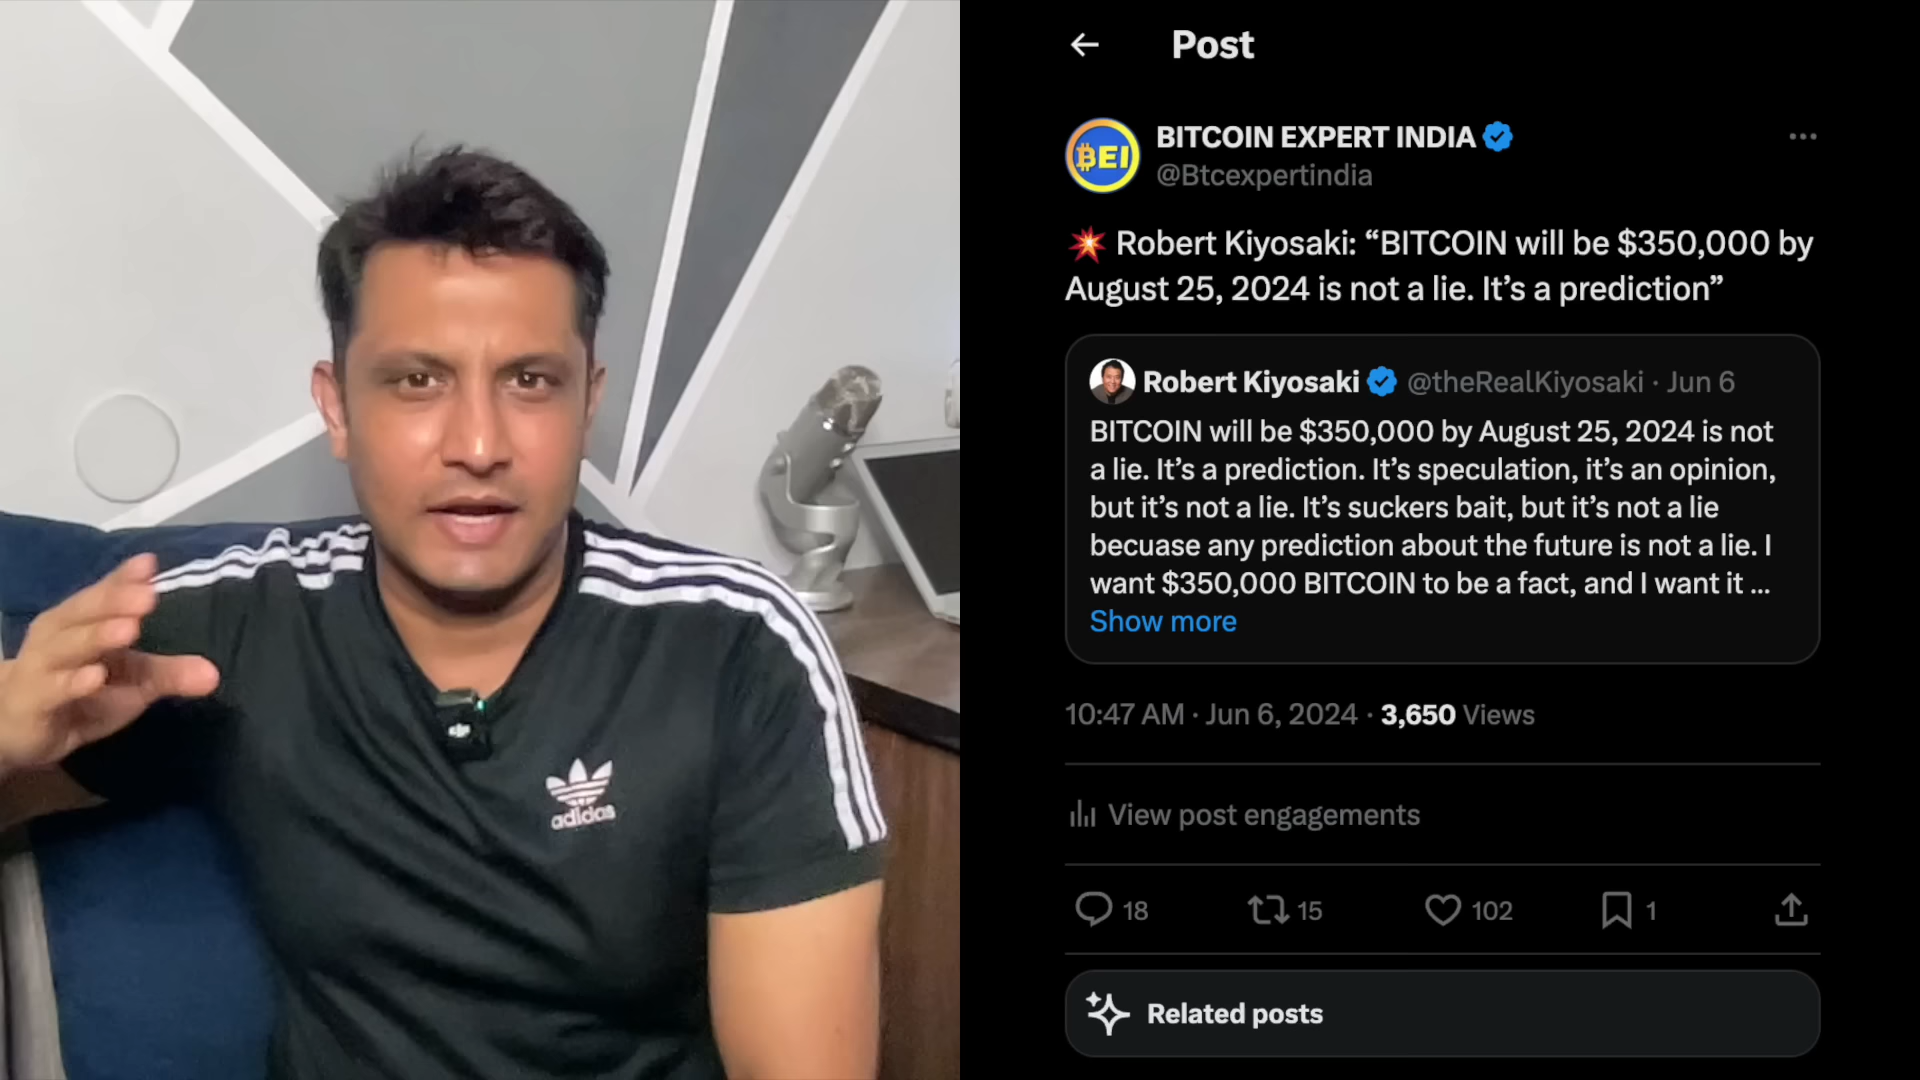 adidas
Post
BEI
BITCOIN EXPERT INDIA
@Btcexpertindia
💥 Robert Kiyosaki: “BITCOIN will be $350,000 by
August 25, 2024 is not a lie. It’s a prediction”
Robert Kiyosaki @theRealKiyosaki · Jun 6
BITCOIN will be $350,000 by August 25, 2024 is not
a lie. It’s a prediction. It’s speculation, it’s an opinion,
but it’s not a lie. It’s suckers bait, but it’s not a lie
becuase any prediction about the future is not a lie. I
want $350,000 BITCOIN to be a fact, and I want it ...
Show more
10:47 AM · Jun 6, 2024 · 3,650 Views
View post engagements
18 15 102 1
Related posts